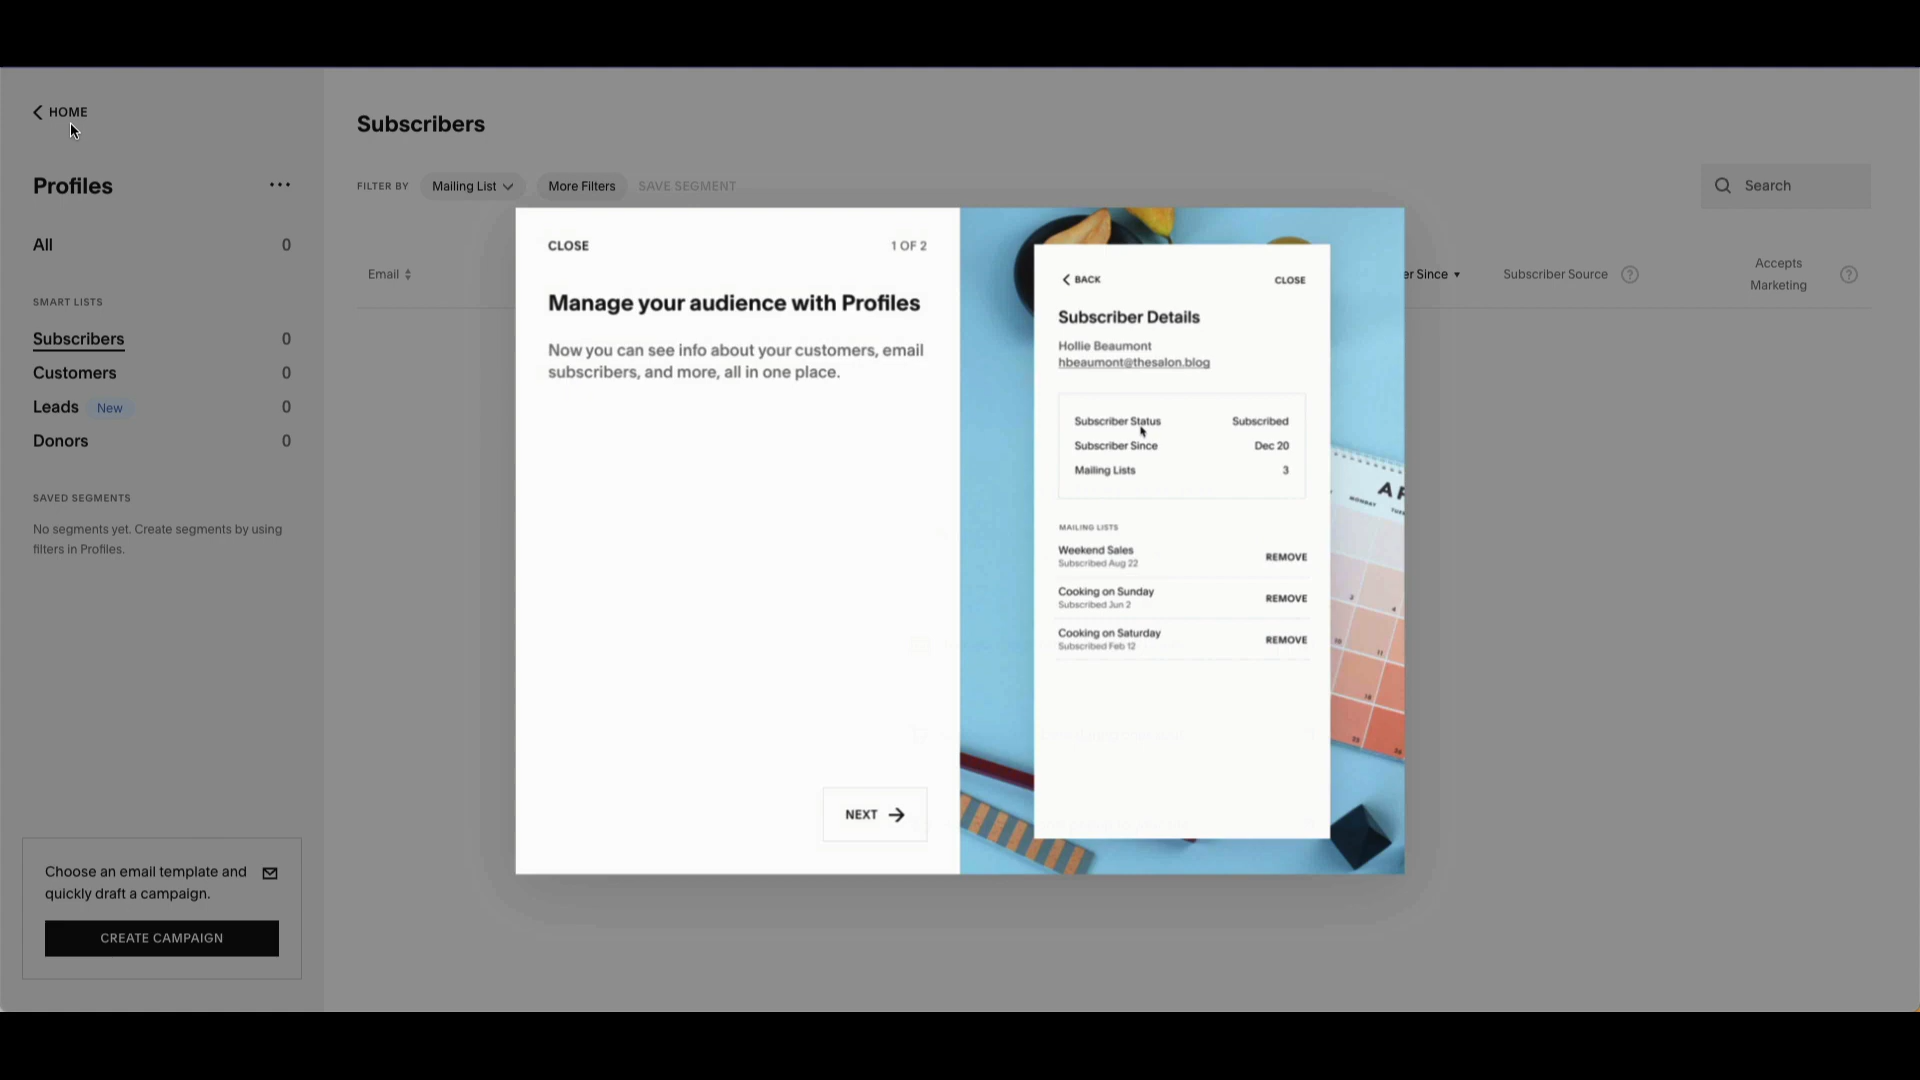 HOME
Profiles
All 0
SMART LISTS
Subscribers 0
Customers 0
Leads New 0
Donors 0
SAVED SEGMENTS
No segments yet. Create segments by using
filters in Profiles.
Choose an email template and
quickly draft a campaign.
CREATE CAMPAIGN
Subscribers
FILTER BY Mailing List More Filters SAVE SEGMENT
Search
Email
er Since
Subscriber Source ?
Accepts
Marketing ?
CLOSE 1 OF 2
Manage your audience with Profiles
Now you can see info about your customers, email
subscribers, and more, all in one place.
NEXT
BACK CLOSE
Subscriber Details
Hollie Beaumont
hbeaumont@thesalon.blog
Subscriber Status Subscribed
Subscriber Since Dec 20
Mailing Lists 3
MAILING LISTS
Weekend Sales
Subscribed Aug 22
REMOVE
Cooking on Sunday
Subscribed Jun 2
REMOVE
Cooking on Saturday
Subscribed Feb 12
REMOVE
AP
MONDAY